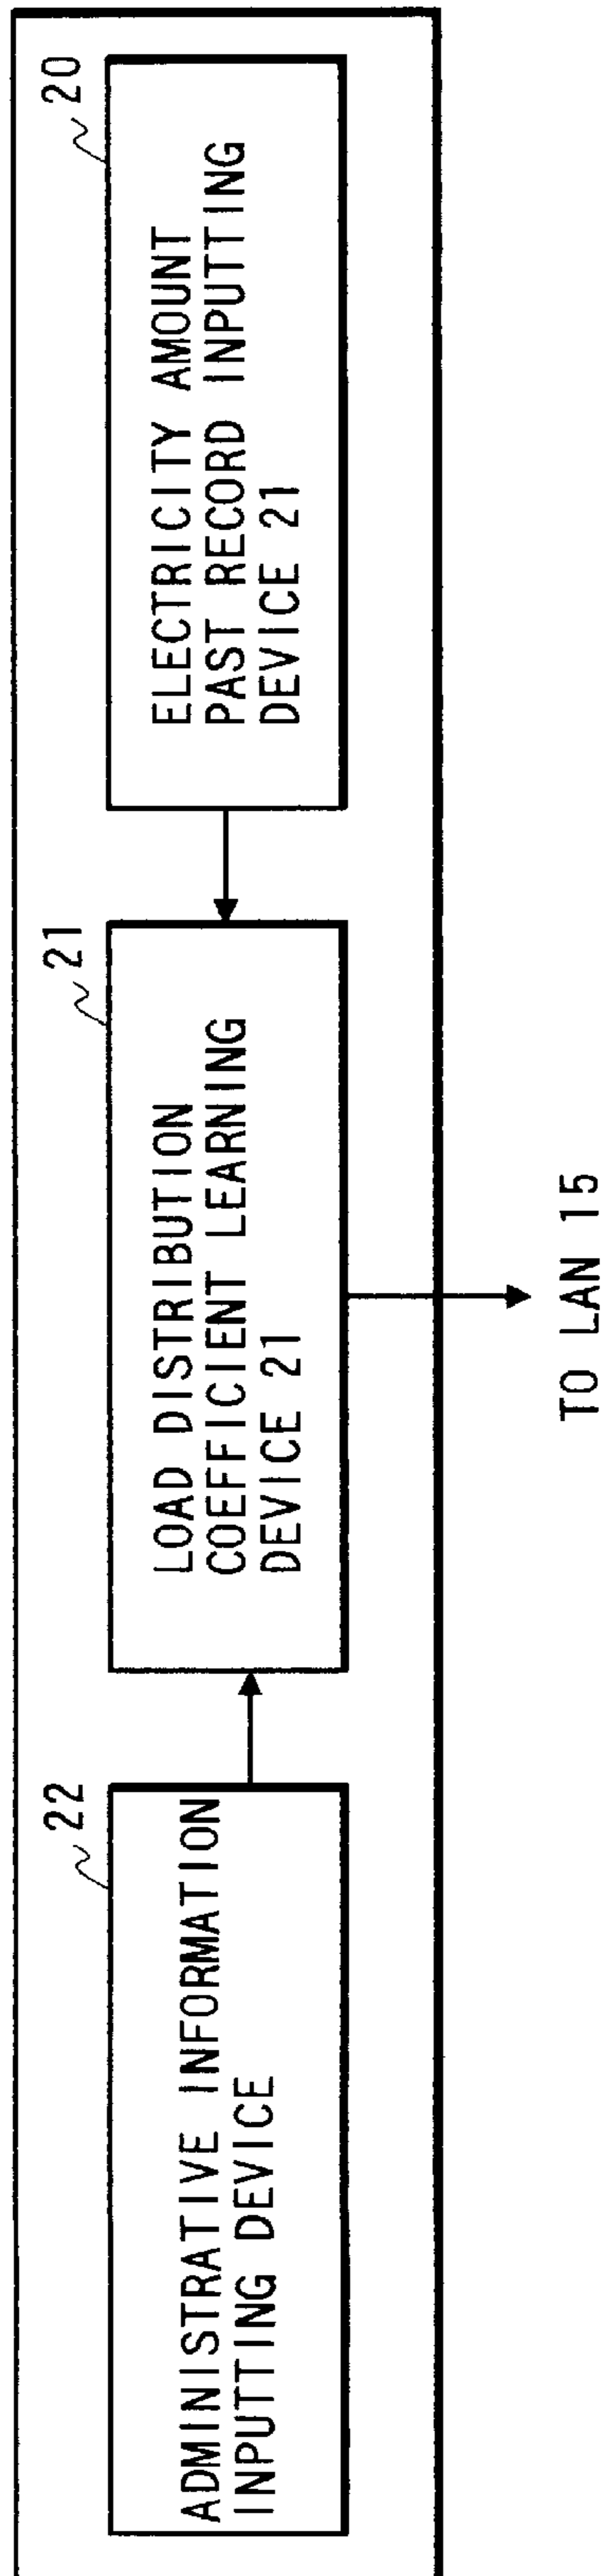 22
ADMINISTRATIVE INFORMATION
INPUTTING DEVICE
21
LOAD DISTRIBUTION
COEFFICIENT LEARNING
DEVICE 21
20
ELECTRICITY AMOUNT
PAST RECORD INPUTTING
DEVICE 21
TO LAN 15